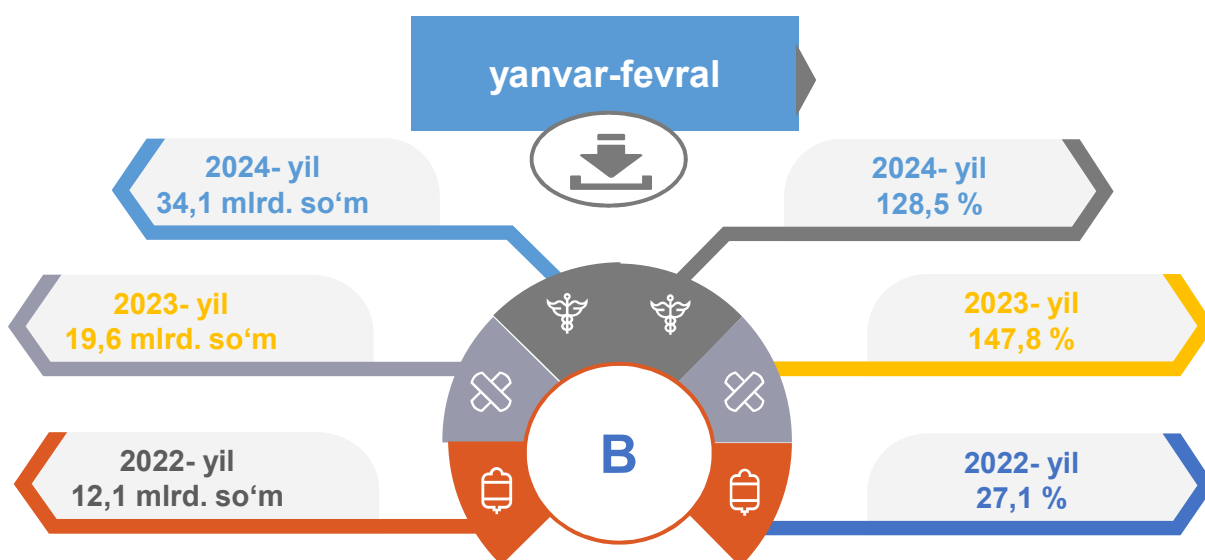 yanvar-fevral
2024- yil
34,1 mlrd. so‘m
2024- yil
128,5 %
2023- yil
19,6 mlrd. so‘m
2023- yil
147,8 %
2022- yil
12,1 mlrd. so‘m
B
2022- yil
27,1 %